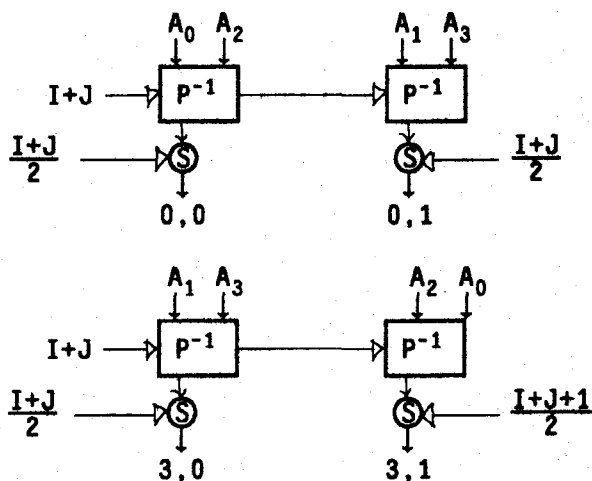 A₀ A₂ A₁ A₃
I+J P⁻¹ P⁻¹
I+J/2 S S I+J/2
0,0 0,1
A₁ A₃ A₂ A₀
I+J P⁻¹ P⁻¹
I+J/2 S S I+J+1/2
3,0 3,1